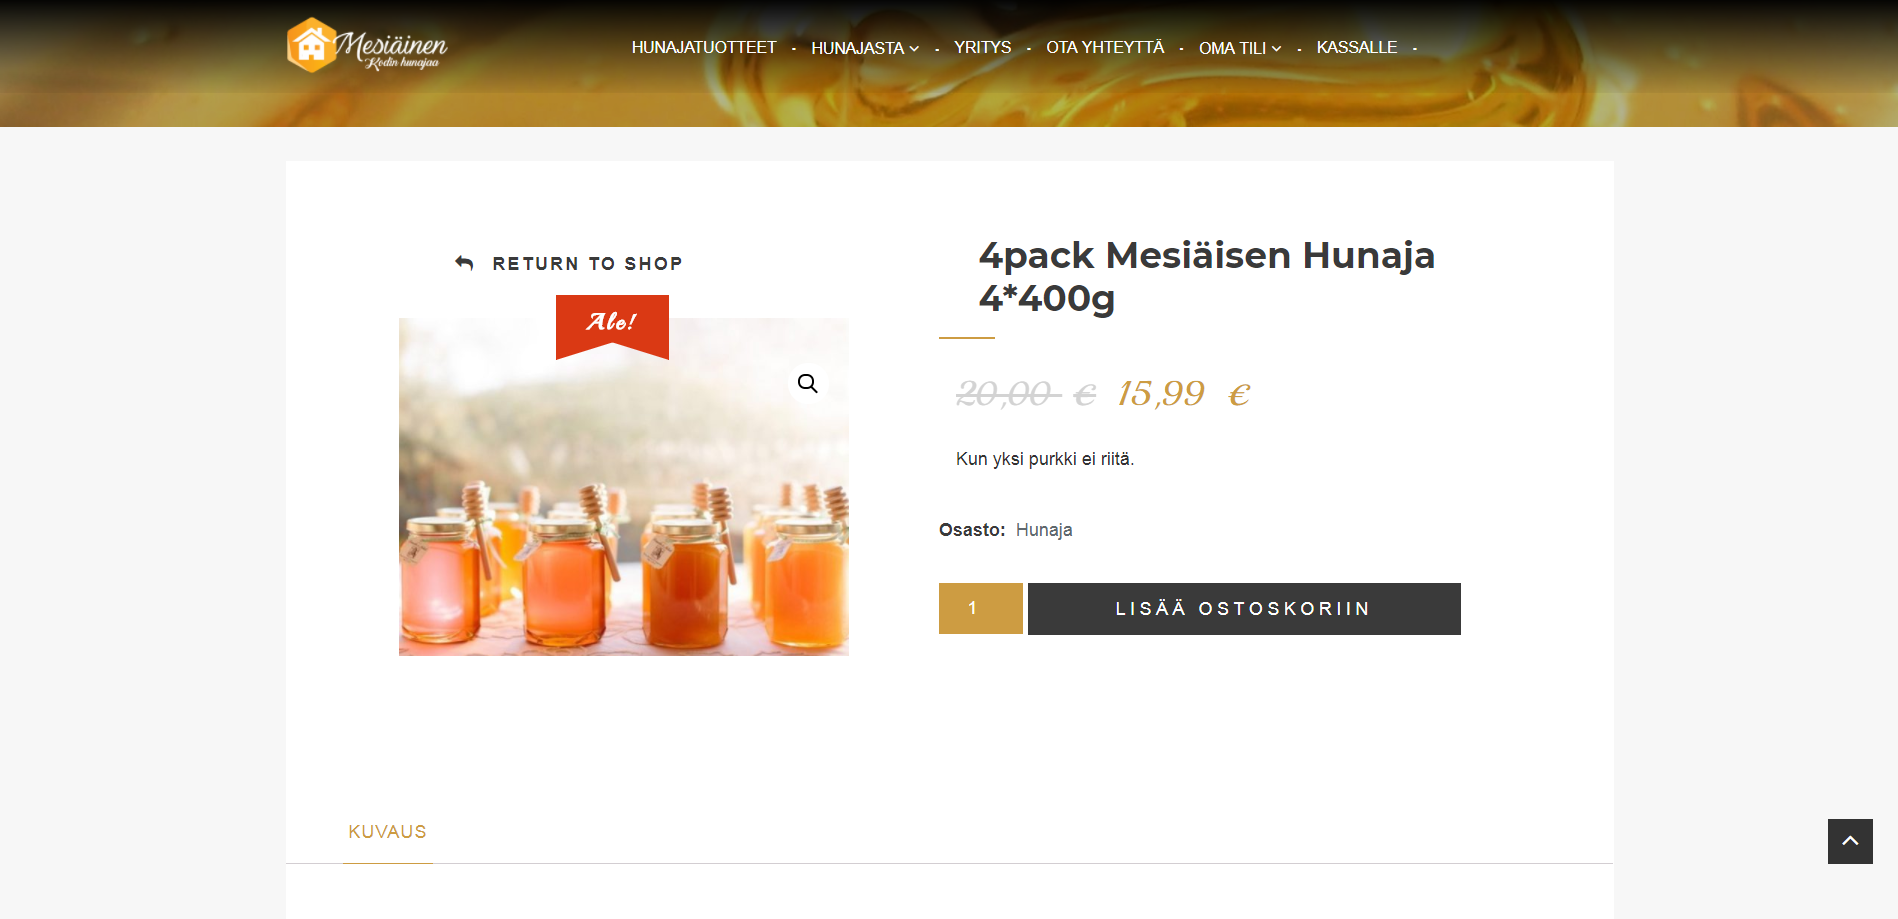 Mesiäinen
Kodin hunajaa
HUNAJATUOTTEET - HUNAJASTA - YRITYS - OTA YHTEYTTÄ - OMA TILI - KASSALLE -
RETURN TO SHOP
Ale!
4pack Mesiäisen Hunaja
4*400g
20,00 € 15,99 €
Kun yksi purkki ei riitä.
Osasto: Hunaja
1 LISÄÄ OSTOSKORIIN
KUVAUS